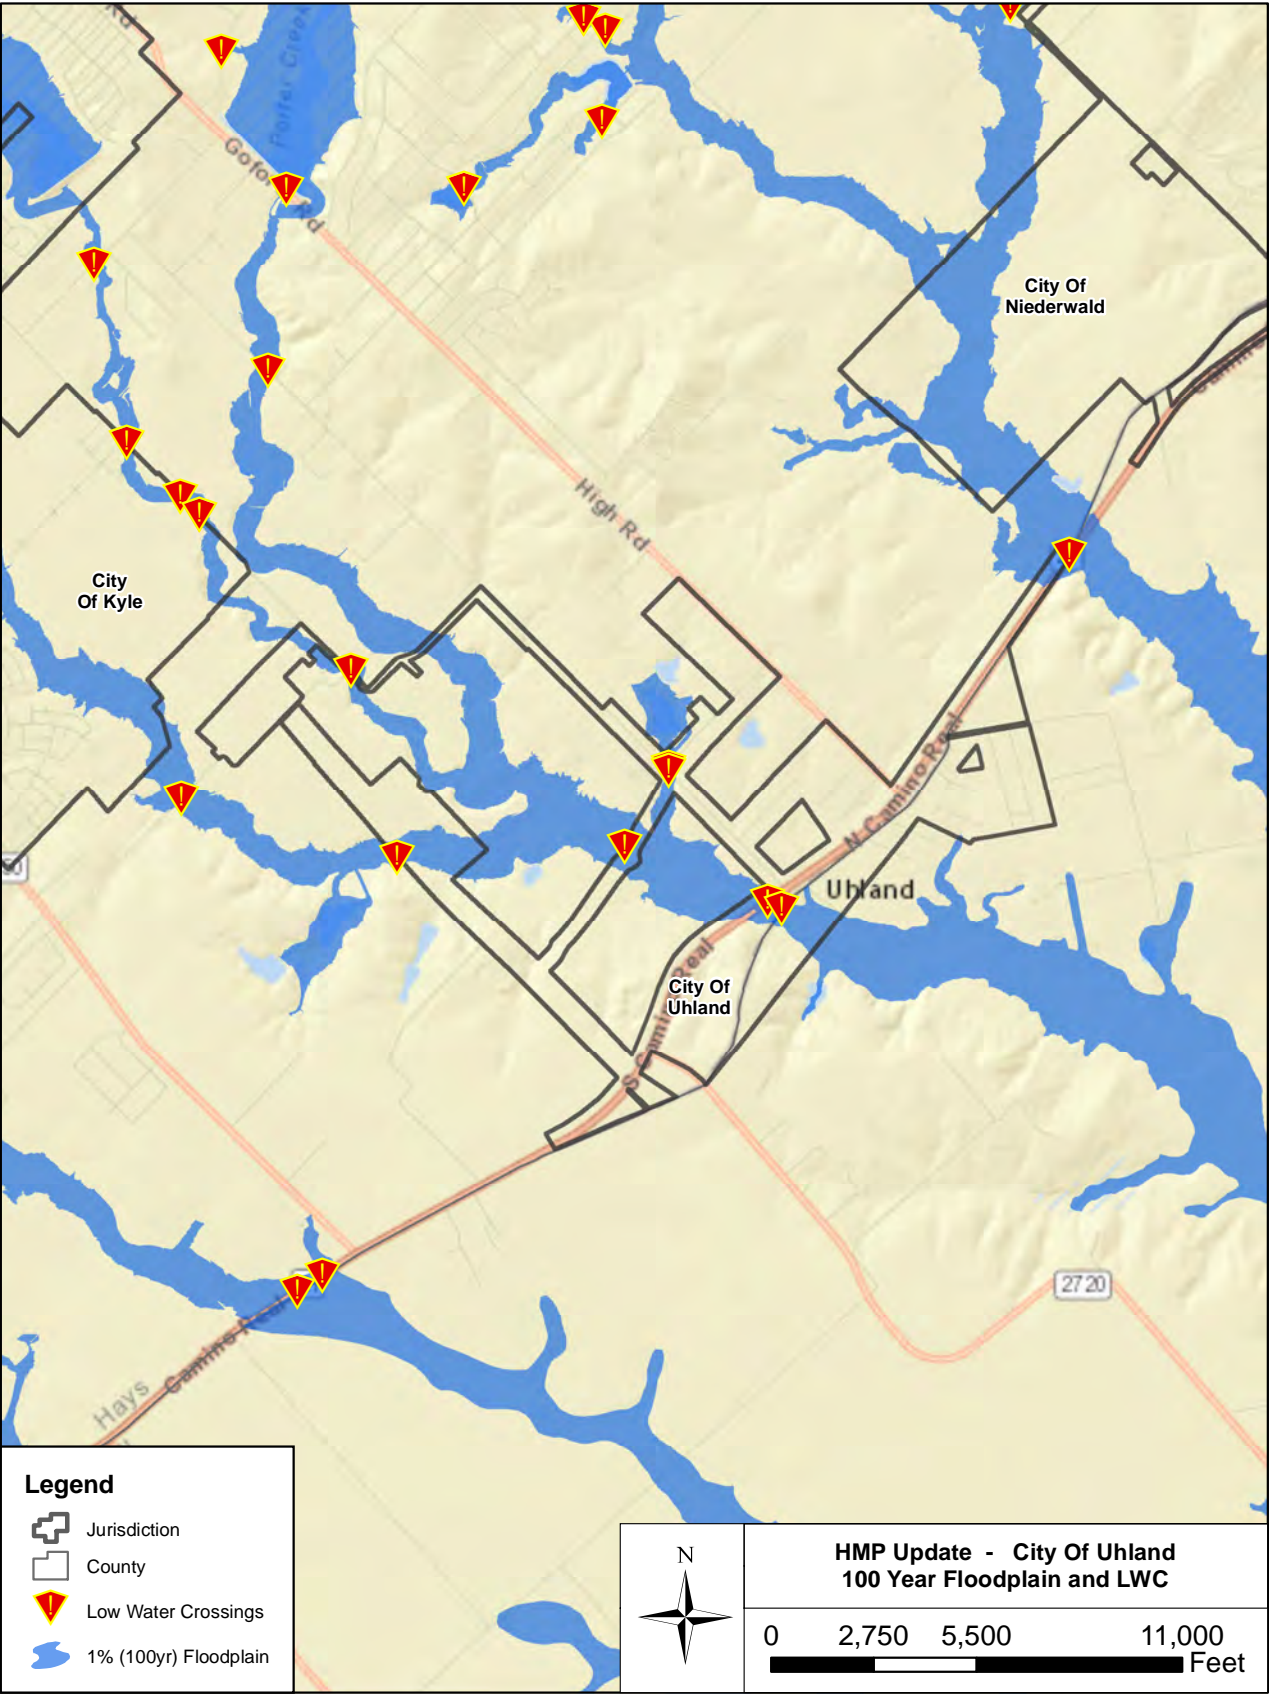 Rd
Porter Creek
Rd
City Of
Niederwald
High Rd
City
Of Kyle
N Camino Real
Uhland
City Of
Uhland
S Camino Real
2720
Camino Real
Hays
Legend
Jurisdiction
County
Low Water Crossings
1% (100yr) Floodplain
N
HMP Update - City Of Uhland
100 Year Floodplain and LWC
0 2,750 5,500 11,000
Feet